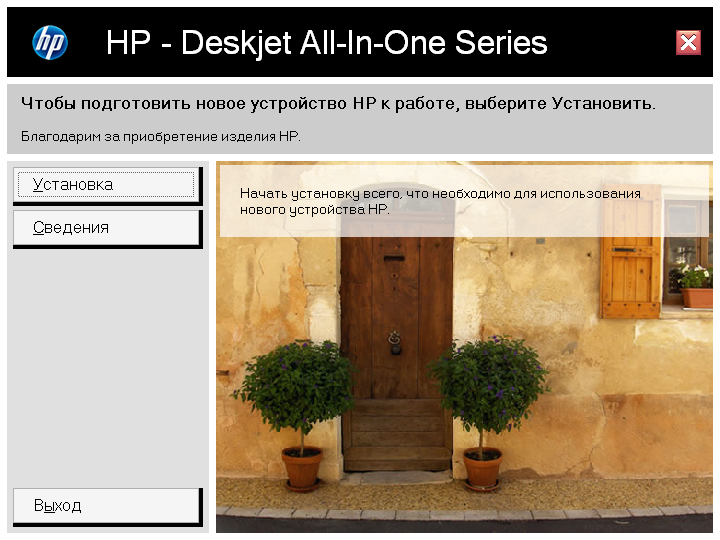 hp
HP - Deskjet All-In-One Series
Чтобы подготовить новое устройство HP к работе, выберите Установить.
Благодарим за приобретение изделия HP.
Установка
Начать установку всего, что необходимо для использования
нового устройства HP.
Сведения
Выход